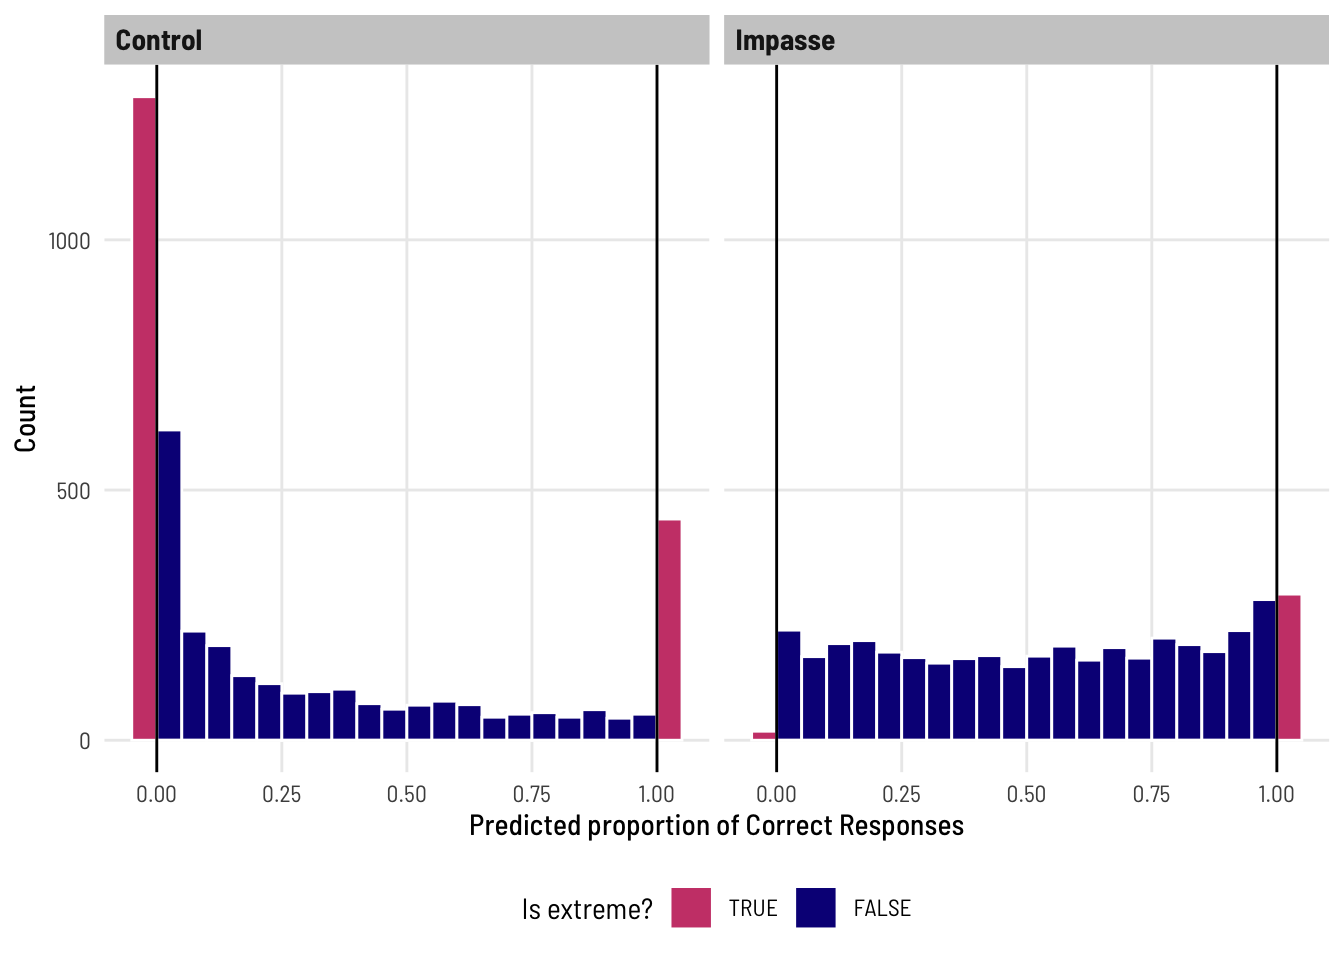 Control
Impasse
Count
1000
500
0
0.00 0.25 0.50 0.75 1.00
0.00 0.25 0.50 0.75 1.00
Predicted proportion of Correct Responses
Is extreme? TRUE FALSE